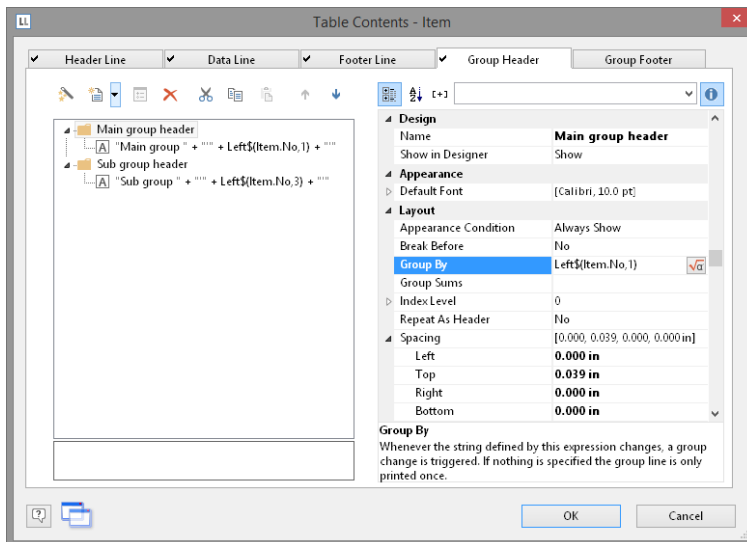 LL Table Contents - Item ×
Header Line Data Line Footer Line Group Header Group Footer
Main group header
A "Main group " + "'" + Left$(Item.No,1) + "'"
Sub group header
A "Sub group " + "'" + Left$(Item.No,3) + "'"
[+]
Design
Name Main group header
Show in Designer Show
Appearance
Default Font [Calibri, 10.0 pt]
Layout
Appearance Condition Always Show
Break Before No
Group By Left$(Item.No,1)
Group Sums
Index Level 0
Repeat As Header No
Spacing [0.000, 0.039, 0.000, 0.000 in]
Left 0.000 in
Top 0.039 in
Right 0.000 in
Bottom 0.000 in
Group By
Whenever the string defined by this expression changes, a group
change is triggered. If nothing is specified the group line is only
printed once.
OK Cancel